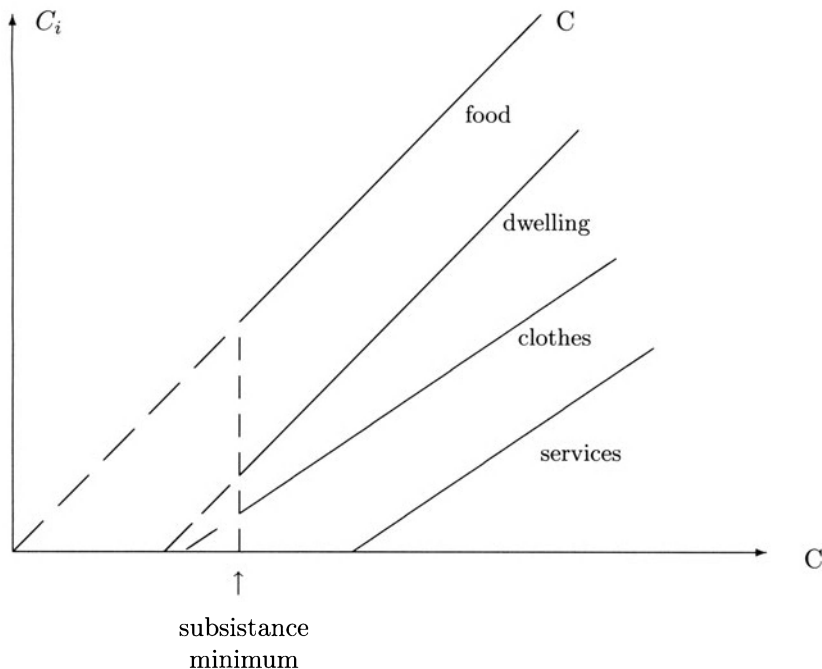 C_i
C
food
dwelling
clothes
services
C
↑
subsistance
minimum